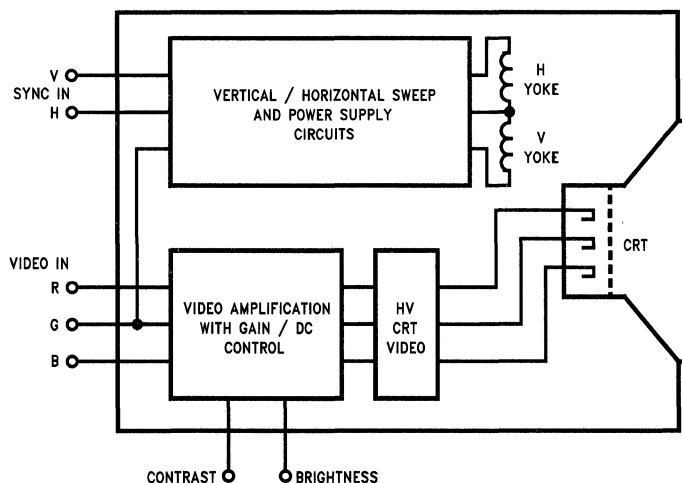 V
SYNC IN
H
VERTICAL / HORIZONTAL SWEEP
AND POWER SUPPLY
CIRCUITS
H
YOKE
V
YOKE
CRT
VIDEO IN
R
G
B
VIDEO AMPLIFICATION
WITH GAIN / DC
CONTROL
HV
CRT
VIDEO
CONTRAST
BRIGHTNESS